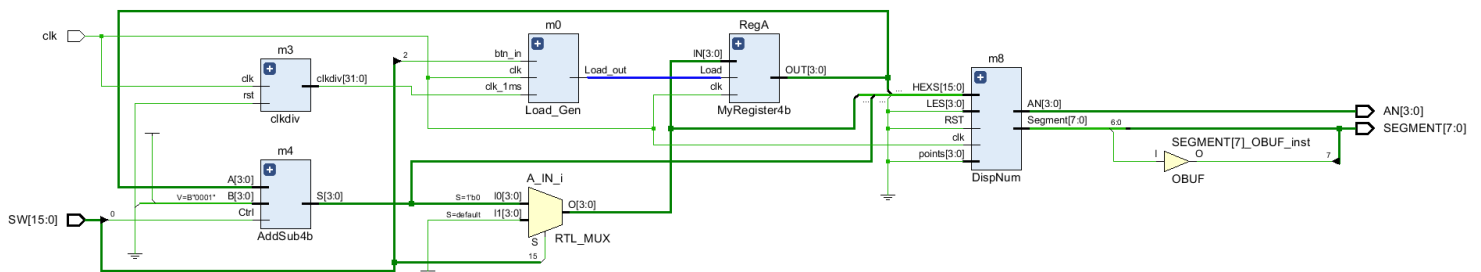 clk
m3
clk
rst
clkdiv[31:0]
clkdiv
2
m0
btn_in
clk
clk_1ms
Load_out
Load_Gen
RegA
IN[3:0]
Load
clk
OUT[3:0]
MyRegister4b
m8
HEXS[15:0]
LES[3:0]
RST
clk
points[3:0]
AN[3:0]
Segment[7:0]
DispNum
...
... ...
6:0
AN[3:0]
SEGMENT[7:0]
SEGMENT[7]_OBUF_inst
I
O
7
OBUF
m4
A[3:0]
V=B"0001"
B[3:0]
Ctrl
S[3:0]
AddSub4b
SW[15:0]
0
A_IN_i
S=1'b0
I0[3:0]
S=default
I1[3:0]
O[3:0]
S
RTL_MUX
15